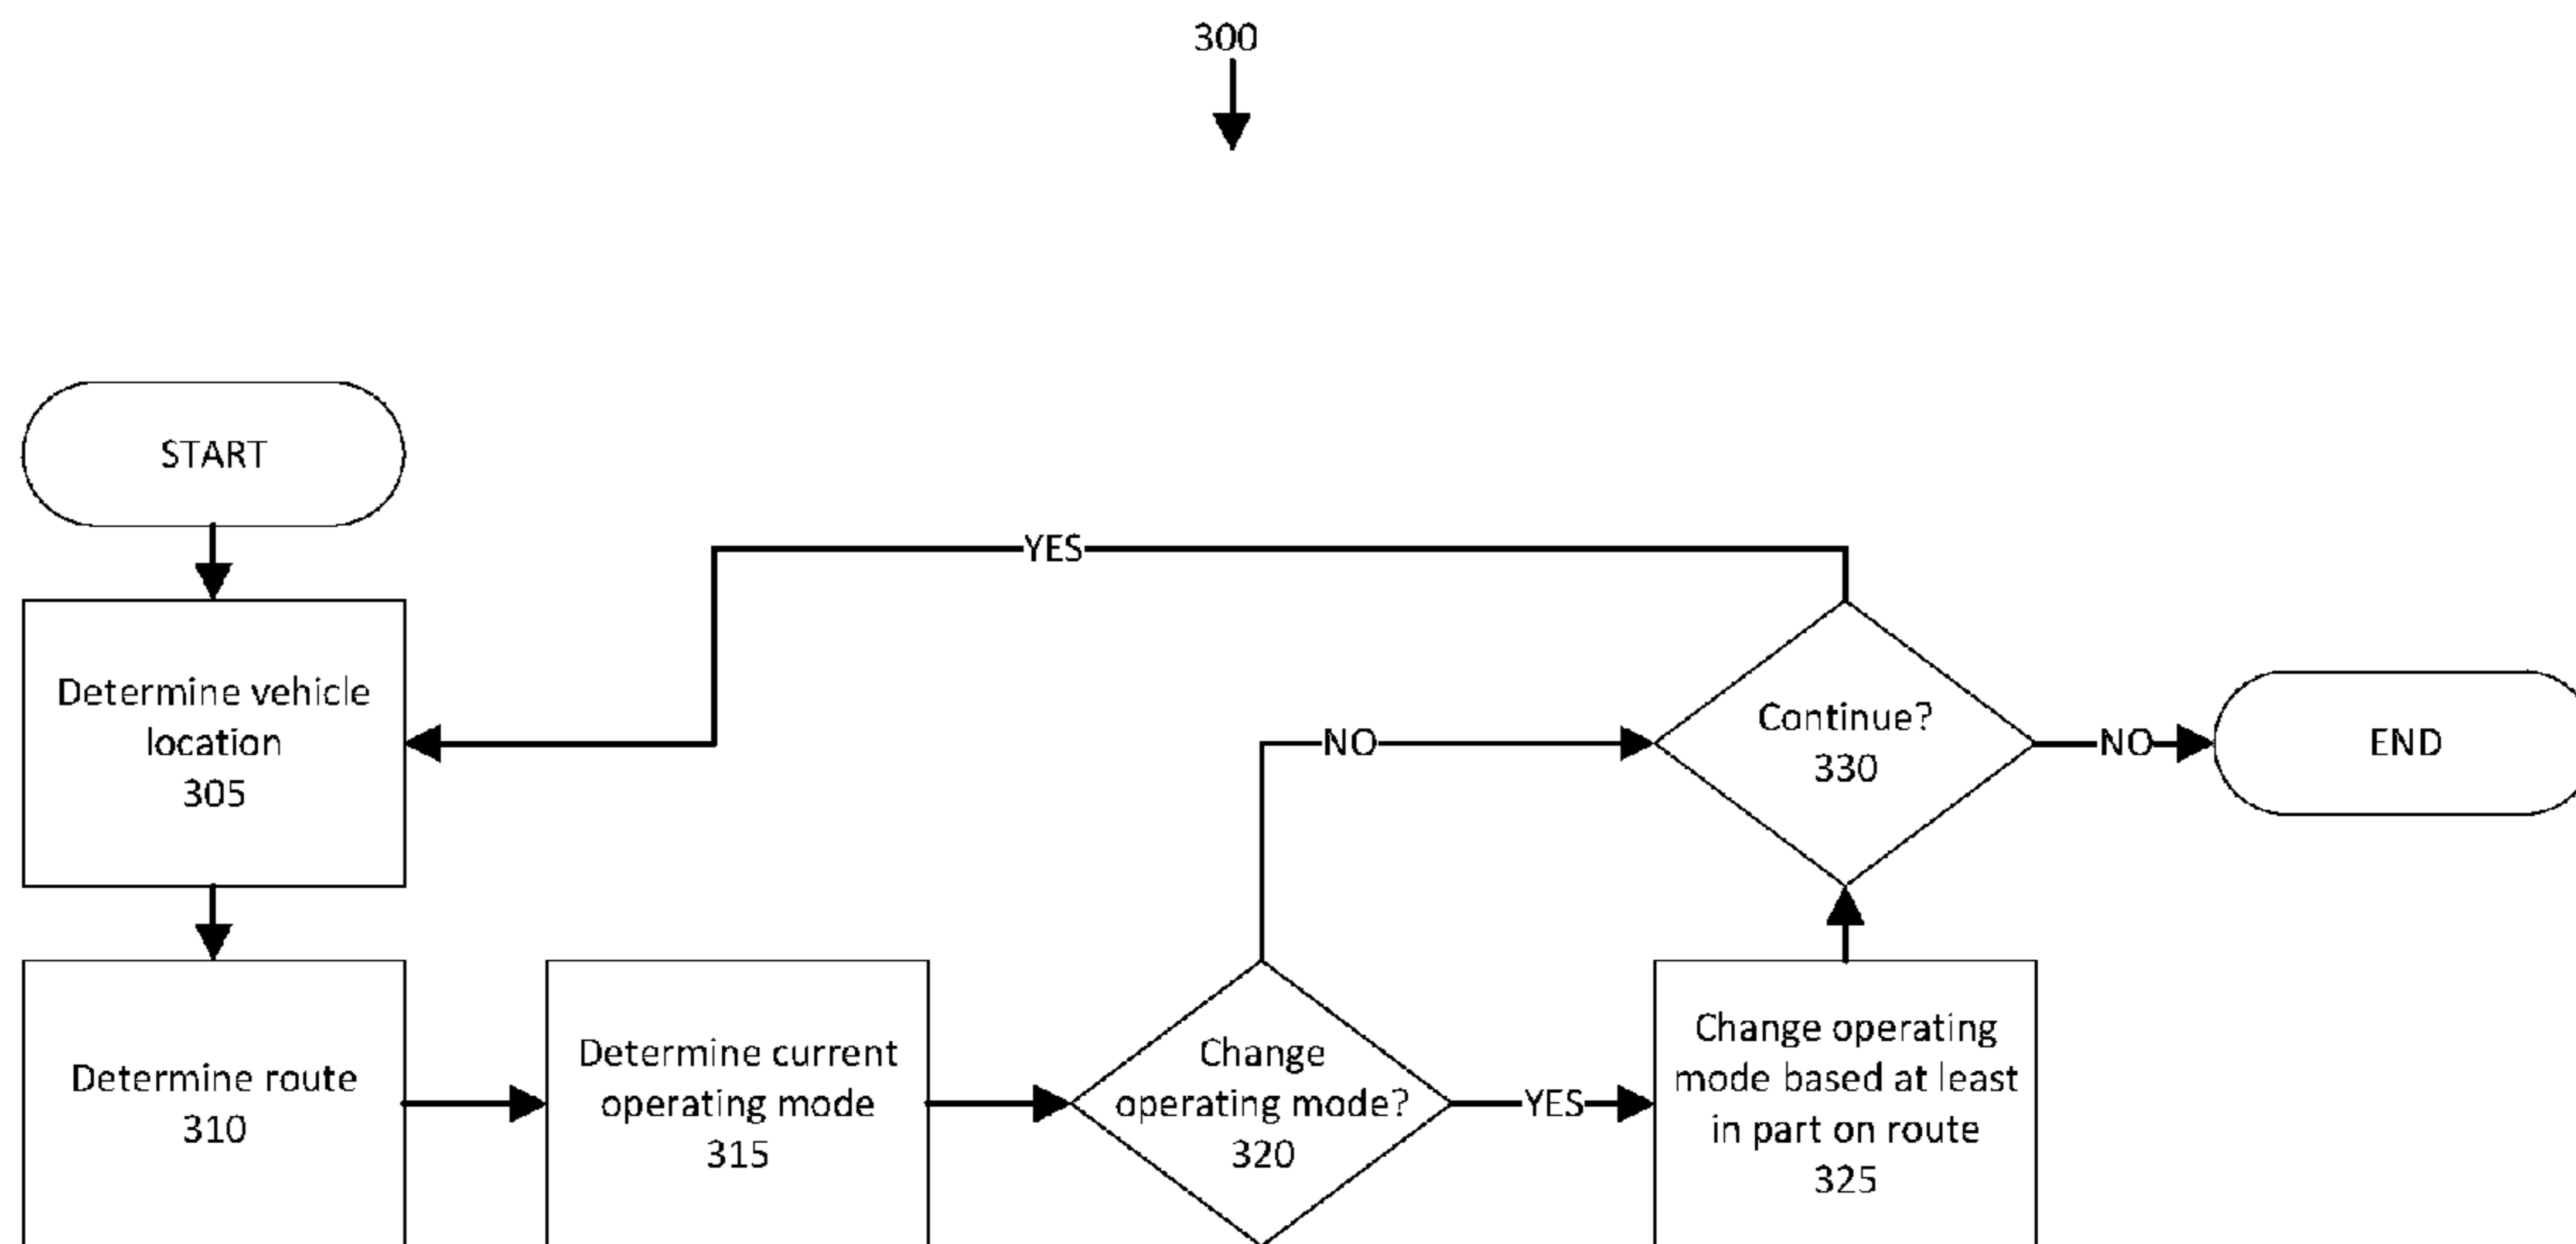 300
START
YES
Determine vehicle
location
305
NO
Continue?
330
NO
END
Determine route
310
Determine current
operating mode
315
Change
operating mode?
320
YES
Change operating
mode based at least
in part on route
325